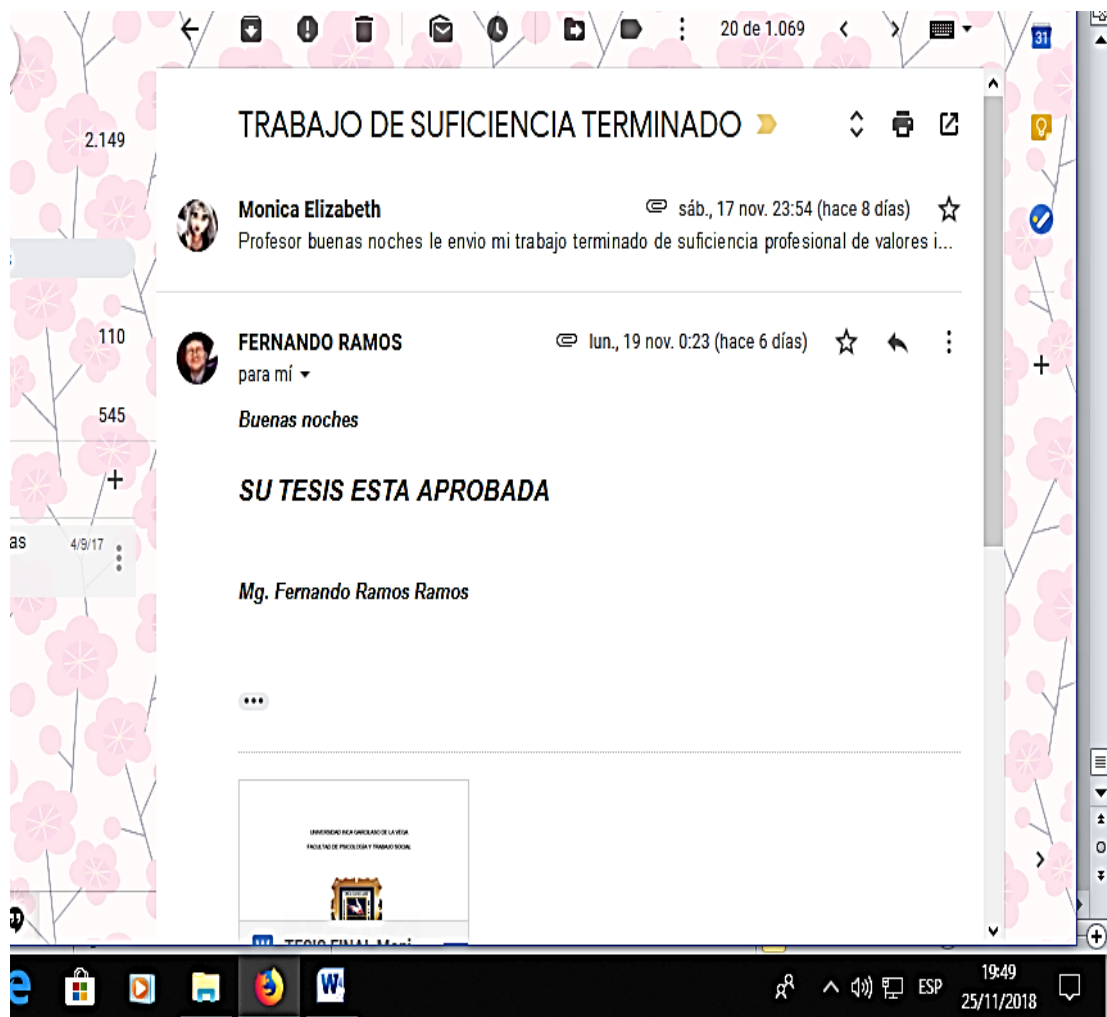 20 de 1.069
31
TRABAJO DE SUFICIENCIA TERMINADO
2.149
Monica Elizabeth
sáb., 17 nov. 23:54 (hace 8 días)
Profesor buenas noches le envio mi trabajo terminado de suficiencia profesional de valores i...
110
FERNANDO RAMOS
lun., 19 nov. 0:23 (hace 6 días)
para mí
545
Buenas noches
SU TESIS ESTA APROBADA
as
4/9/17
Mg. Fernando Ramos Ramos
UNIVERSIDAD INCA GARCILASO DE LA VEGA
FACULTAD DE PSICOLOGÍA Y TRABAJO SOCIAL
TESIS FINAL Moni
ESP
19:49
25/11/2018